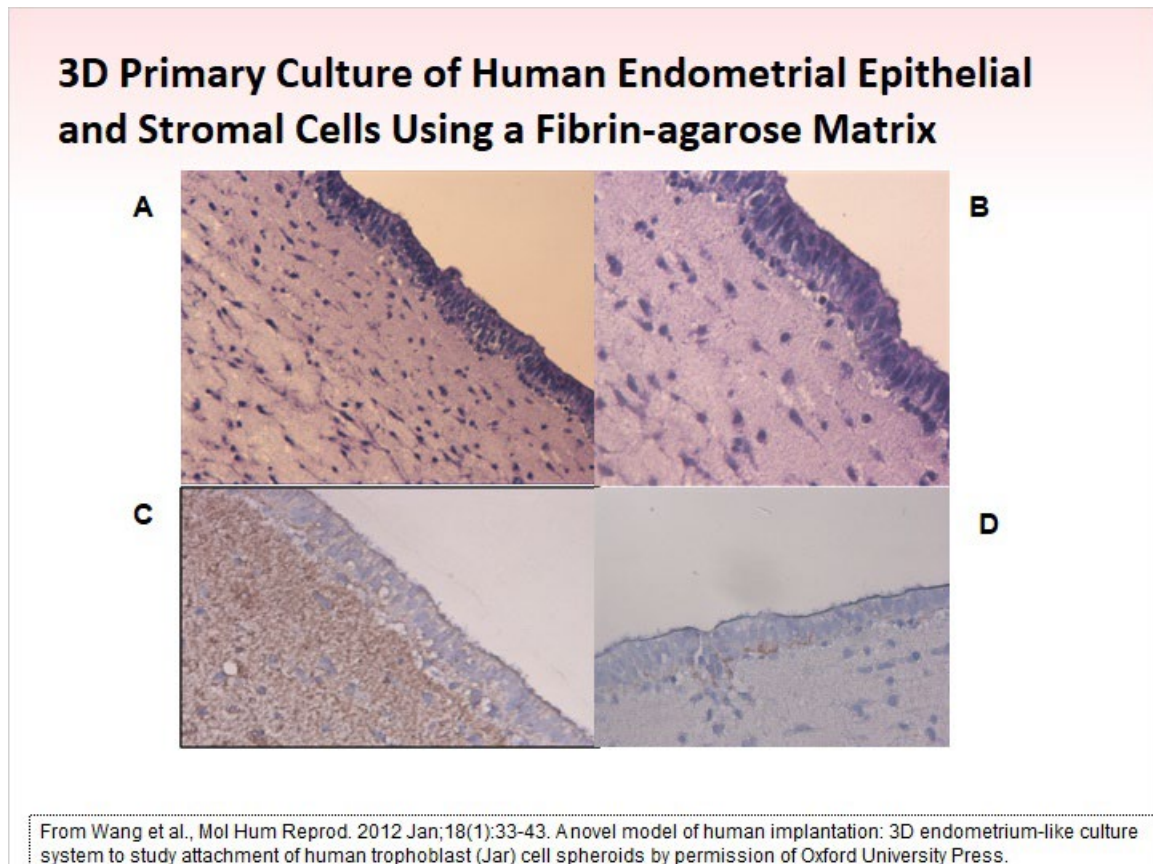 3D Primary Culture of Human Endometrial Epithelial
and Stromal Cells Using a Fibrin-agarose Matrix
A
B
C
D
From Wang et al., Mol Hum Reprod. 2012 Jan;18(1):33-43. A novel model of human implantation: 3D endometrium-like culture
system to study attachment of human trophoblast (Jar) cell spheroids by permission of Oxford University Press.